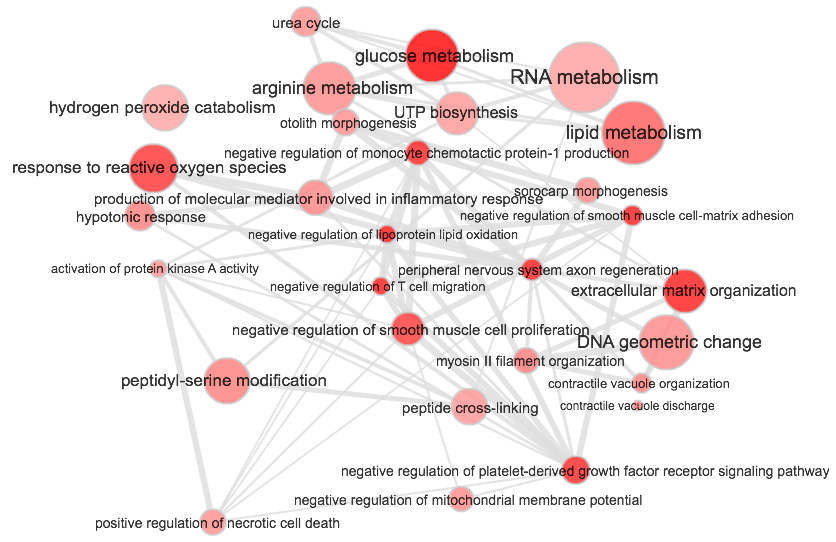 urea cycle
glucose metabolism
RNA metabolism
arginine metabolism
hydrogen peroxide catabolism
UTP biosynthesis
otolith morphogenesis
lipid metabolism
negative regulation of monocyte chemotactic protein-1 production
response to reactive oxygen species
sorocarp morphogenesis
production of molecular mediator involved in inflammatory response
hypotonic response
negative regulation of smooth muscle cell-matrix adhesion
negative regulation of lipoprotein lipid oxidation
activation of protein kinase A activity
peripheral nervous system axon regeneration
negative regulation of T cell migration
extracellular matrix organization
negative regulation of smooth muscle cell proliferation
DNA geometric change
myosin II filament organization
peptidyl-serine modification
contractile vacuole organization
peptide cross-linking
contractile vacuole discharge
negative regulation of platelet-derived growth factor receptor signaling pathway
negative regulation of mitochondrial membrane potential
positive regulation of necrotic cell death